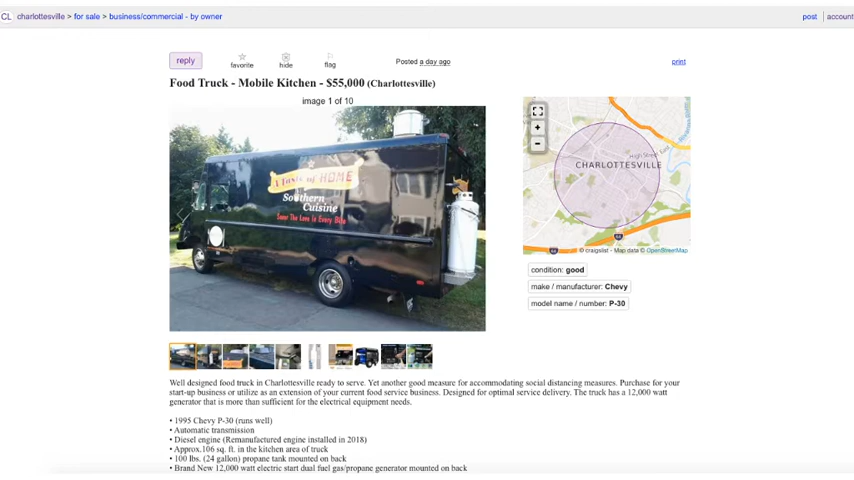 CL charlottesville > for sale > business/commercial - by owner
post account
reply
favorite
hide
flag
Posted a day ago
print
Food Truck - Mobile Kitchen - $55,000 (Charlottesville)
image 1 of 10
A Taste of HOME
Southern
Cuisine
Savor The Love In Every Bite
+
−
High Street
CHARLOTTESVILLE
© craigslist - Map data © OpenStreetMap
condition: good
make / manufacturer: Chevy
model name / number: P-30
Well designed food truck in Charlottesville ready to serve. Yet another good measure for accommodating social distancing measures. Purchase for your
start-up business or utilize as an extension of your current food service business. Designed for optimal service delivery. The truck has a 12,000 watt
generator that is more than sufficient for the electrical equipment needs.
• 1995 Chevy P-30 (runs well)
• Automatic transmission
• Diesel engine (Remanufactured engine installed in 2018)
• Approx.106 sq. ft. in the kitchen area of truck
• 100 lbs. (24 gallon) propane tank mounted on back
• Brand New 12,000 watt electric start dual fuel gas/propane generator mounted on back